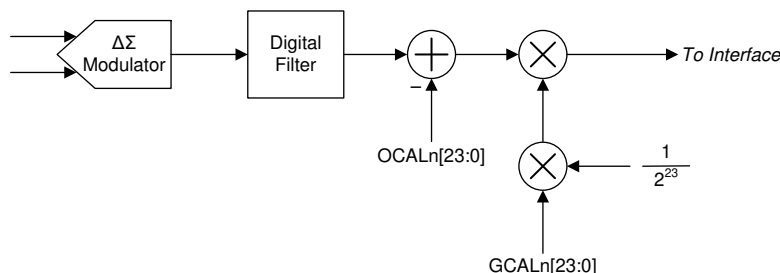 ΔΣ
Modulator
Digital
Filter
To Interface
−
OCALn[23:0]
1
2²³
GCALn[23:0]